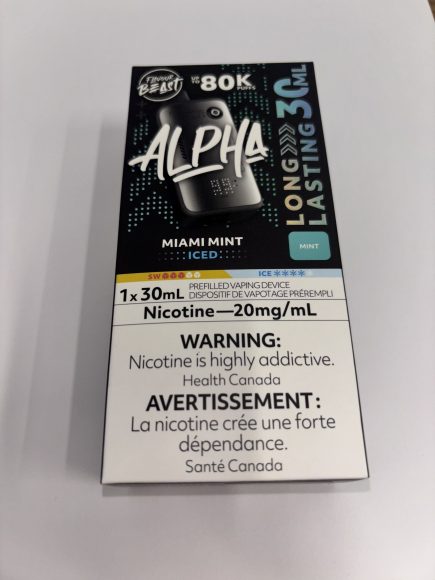 FLAVOUR
BEAST
UP TO 80K PUFFS
ALPHA
LONG
LASTING 30ML
MIAMI MINT
ICED
MINT
SW
ICE
1 x 30mL
PREFILLED VAPING DEVICE
DISPOSITIF DE VAPOTAGE PRÉREMPLI
Nicotine—20mg/mL
WARNING:
Nicotine is highly addictive.
Health Canada
AVERTISSEMENT:
La nicotine crée une forte
dépendance.
Santé Canada